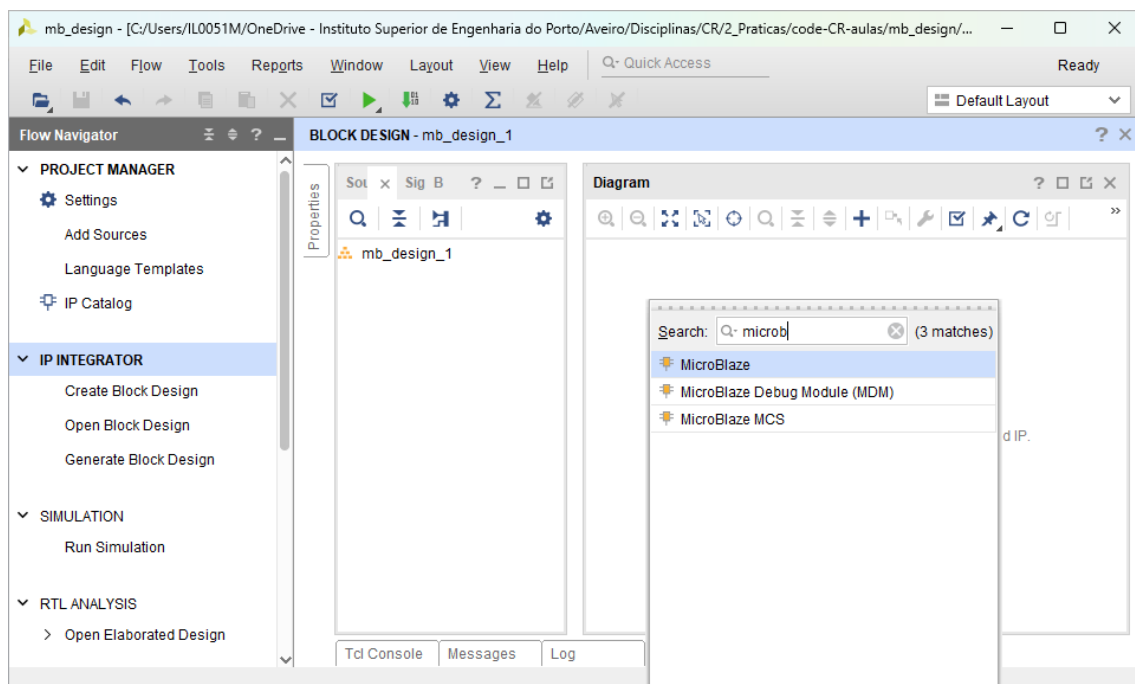 mb_design - [C:/Users/IL0051M/OneDrive - Instituto Superior de Engenharia do Porto/Aveiro/Disciplinas/CR/2_Praticas/code-CR-aulas/mb_design/...
File Edit Flow Tools Reports Window Layout View Help Quick Access Ready
Default Layout
Flow Navigator
BLOCK DESIGN - mb_design_1
PROJECT MANAGER
Settings
Add Sources
Language Templates
IP Catalog
IP INTEGRATOR
Create Block Design
Open Block Design
Generate Block Design
SIMULATION
Run Simulation
RTL ANALYSIS
Open Elaborated Design
Properties
Sou Sig B
mb_design_1
Diagram
Search: microb (3 matches)
MicroBlaze
MicroBlaze Debug Module (MDM)
MicroBlaze MCS
d IP.
Tcl Console Messages Log